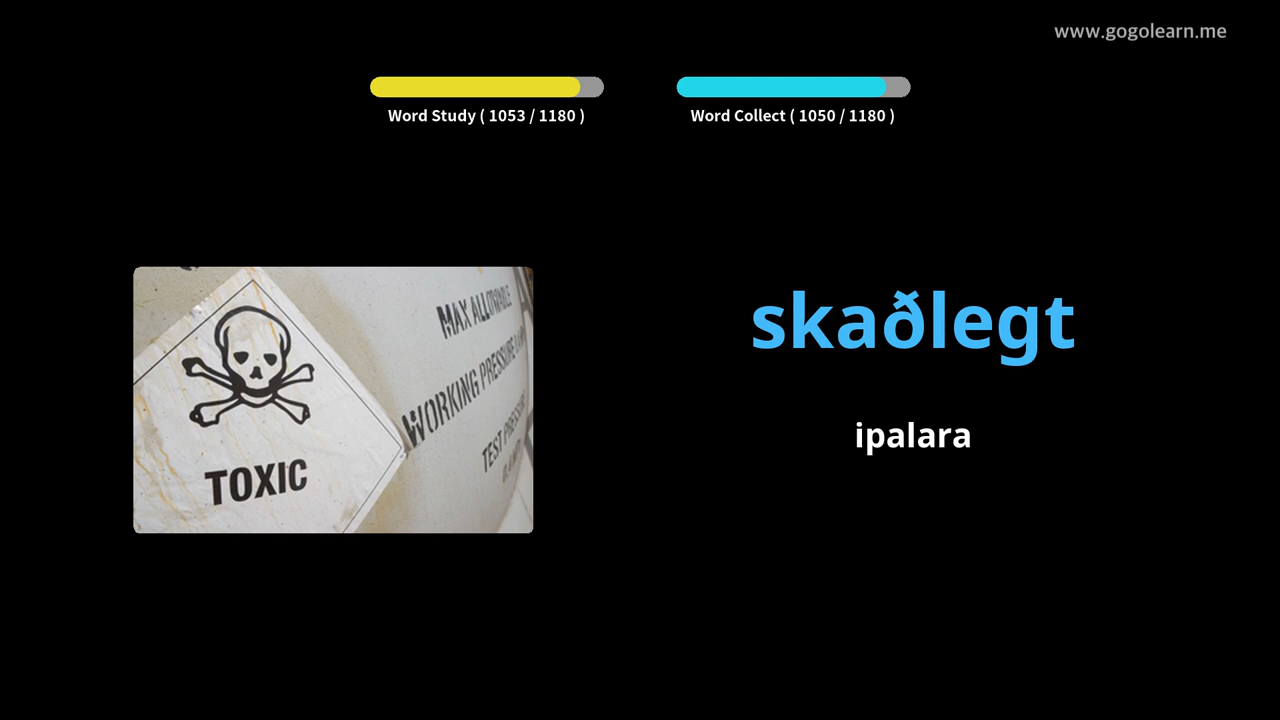 www.gogolearn.me
Word Study ( 1053 / 1180 )
Word Collect ( 1050 / 1180 )
MAX ALLOWABLE
WORKING PRESSURE
TEST PRESSURE
TOXIC
skaðlegt
ipalara